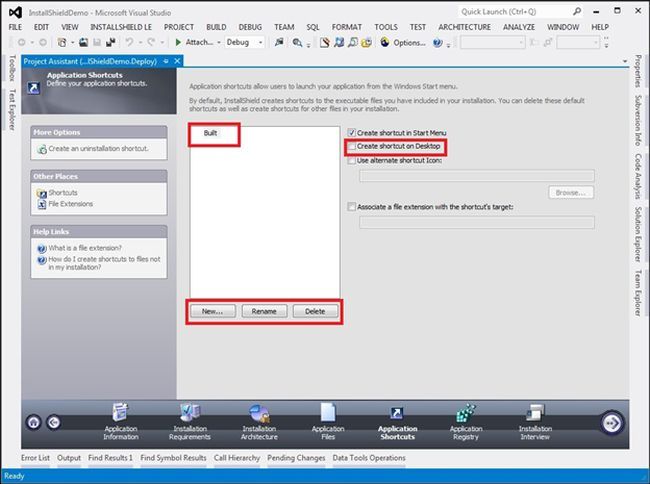 InstallShieldDemo - Microsoft Visual Studio
Quick Launch (Ctrl+Q)
FILE EDIT VIEW INSTALLSHIELD LE PROJECT BUILD DEBUG TEAM SQL FORMAT TOOLS TEST ARCHITECTURE ANALYZE WINDOW HELP
Attach... Debug Options...
Toolbox
Test Explorer
Project Assistant (...lShieldDemo.Deploy)
Application Shortcuts
Define your application shortcuts.
More Options
Create an uninstallation shortcut.
Other Places
Shortcuts
File Extensions
Help Links
What is a file extension?
How do I create shortcuts to files not
in my installation?
Application shortcuts allow users to launch your application from the Windows Start menu.
By default, InstallShield creates shortcuts to the executable files you have included in your installation. You can delete these default
shortcuts as well as create shortcuts for other files in your installation.
Built
New... Rename Delete
Create shortcut in Start Menu
Create shortcut on Desktop
Use alternate shortcut Icon:
Browse...
Associate a file extension with the shortcut's target:
Properties
Subversion Info
Code Analysis
Solution Explorer
Team Explorer
Application
Information
Installation
Requirements
Installation
Architecture
Application
Files
Application
Shortcuts
Application
Registry
Installation
Interview
Error List Output Find Results 1 Find Symbol Results Call Hierarchy Pending Changes Data Tools Operations
Ready